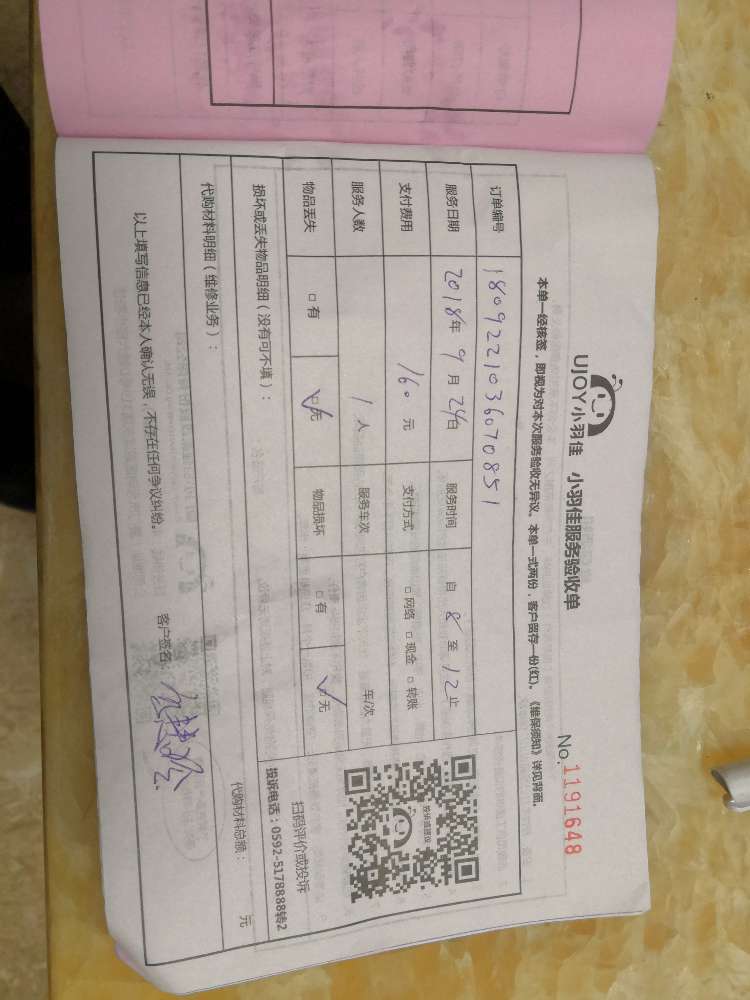 UJOY小羽佳 小羽佳服务验收单
No.1191648
本单一经核签，即视为对本次服务验收无异议。本单一式两份，客户留存一份(红)。《维保须知》详见背面。
订单编号 1809221036070851
服务日期 2018年9月24日 服务时间 自 8 至 12 止
支付费用 160 元 支付方式 □网络 □现金 □转账
服务人数 1 人 服务车次 车/次
物品丢失 □有 ☑无 物品损坏 □有 ☑无
投诉或建议
扫码评价或投诉
投诉电话：0592-5178888转2
损坏或丢失物品明细（没有可不填）：
代购材料明细（维修业务）：
代购材料总额： 元
以上填写信息已经本人确认无误，不存在任何争议纠纷。 客户签名：